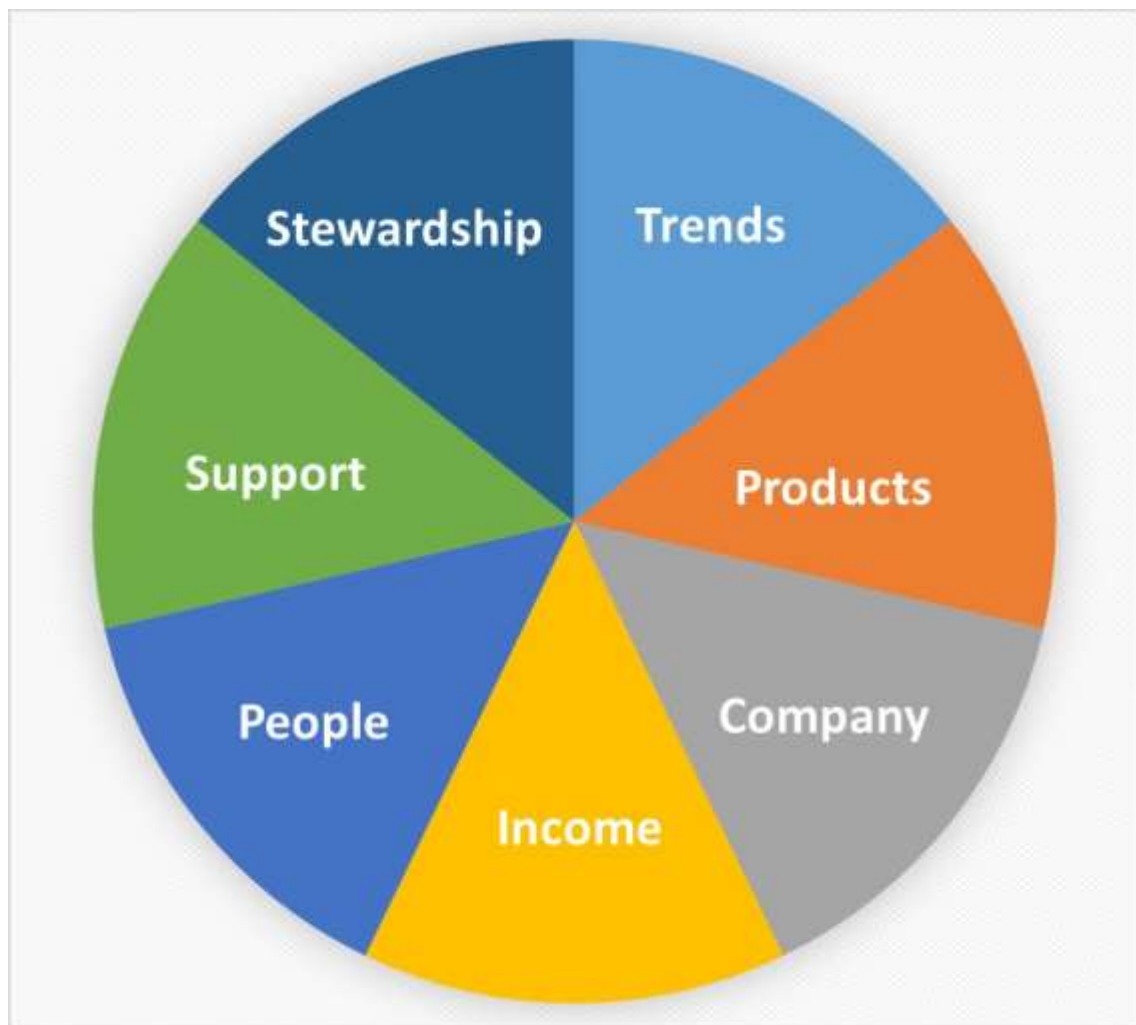 Stewardship
Trends
Support
Products
People
Company
Income